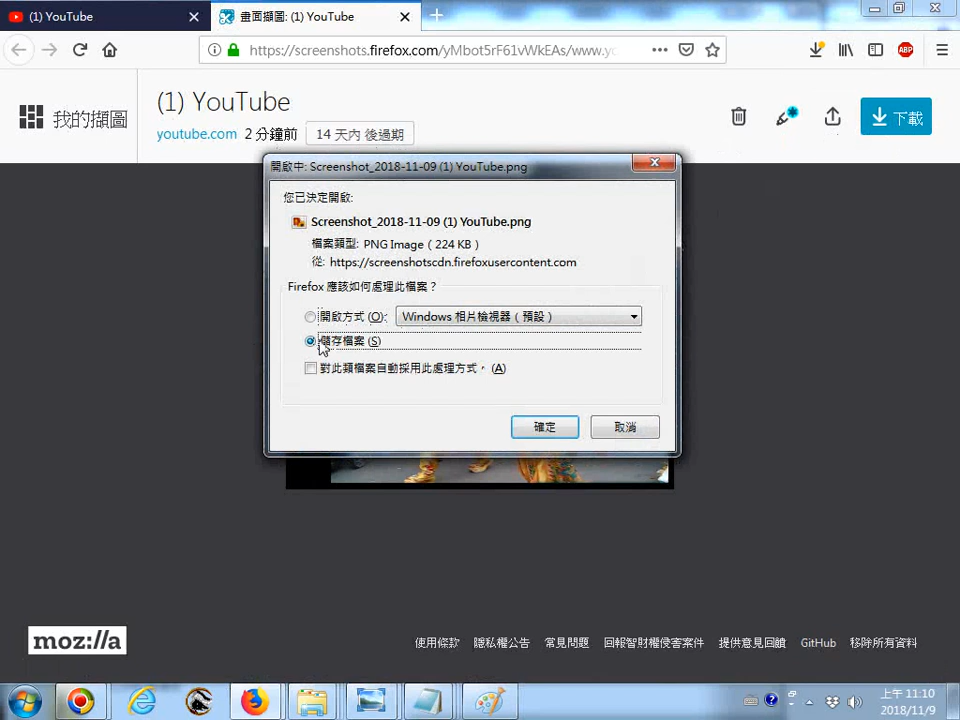 (1) YouTube
畫面擷圖: (1) YouTube
https://screenshots.firefox.com/yMbot5rF61vWkEAs/www.yo
ABP
我的擷圖
(1) YouTube
youtube.com 2 分鐘前 14 天內 後過期
下載
開啟中: Screenshot_2018-11-09 (1) YouTube.png
您已決定開啟:
Screenshot_2018-11-09 (1) YouTube.png
檔案類型: PNG Image ( 224 KB )
從: https://screenshotscdn.firefoxusercontent.com
Firefox 應該如何處理此檔案？
開啟方式 (O): Windows 相片檢視器 ( 預設 )
儲存檔案 (S)
對此類檔案自動採用此處理方式。(A)
確定 取消
moz://a
使用條款 隱私權公告 常見問題 回報智財權侵害案件 提供意見回饋 GitHub 移除所有資料
上午 11:10
2018/11/9